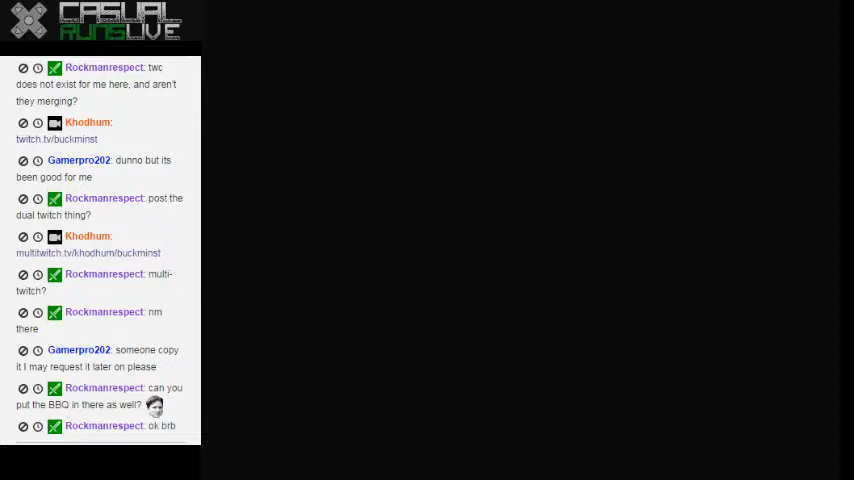 CASUAL
RUNSLIVE
Rockmanrespect: twc
does not exist for me here, and aren't
they merging?
Khodhum:
twitch.tv/buckminst
Gamerpro202: dunno but its
been good for me
Rockmanrespect: post the
dual twitch thing?
Khodhum:
multitwitch.tv/khodhum/buckminst
Rockmanrespect: multi-
twitch?
Rockmanrespect: nm
there
Gamerpro202: someone copy
it I may request it later on please
Rockmanrespect: can you
put the BBQ in there as well?
Rockmanrespect: ok brb